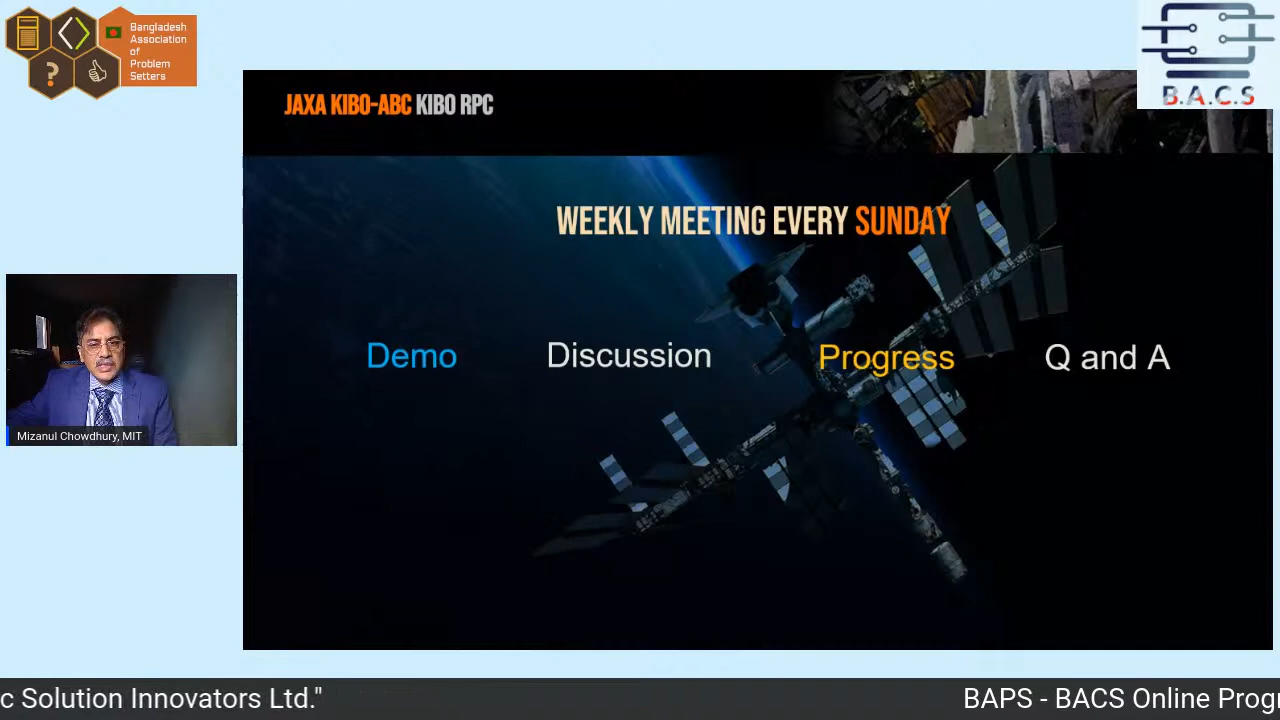 Bangladesh
Association
of
Problem
Setters
B.A.C.S
JAXA KIBO-ABC KIBO RPC
WEEKLY MEETING EVERY SUNDAY
Demo Discussion Progress Q and A
Mizanul Chowdhury, MIT
c Solution Innovators Ltd."
BAPS - BACS Online Progr